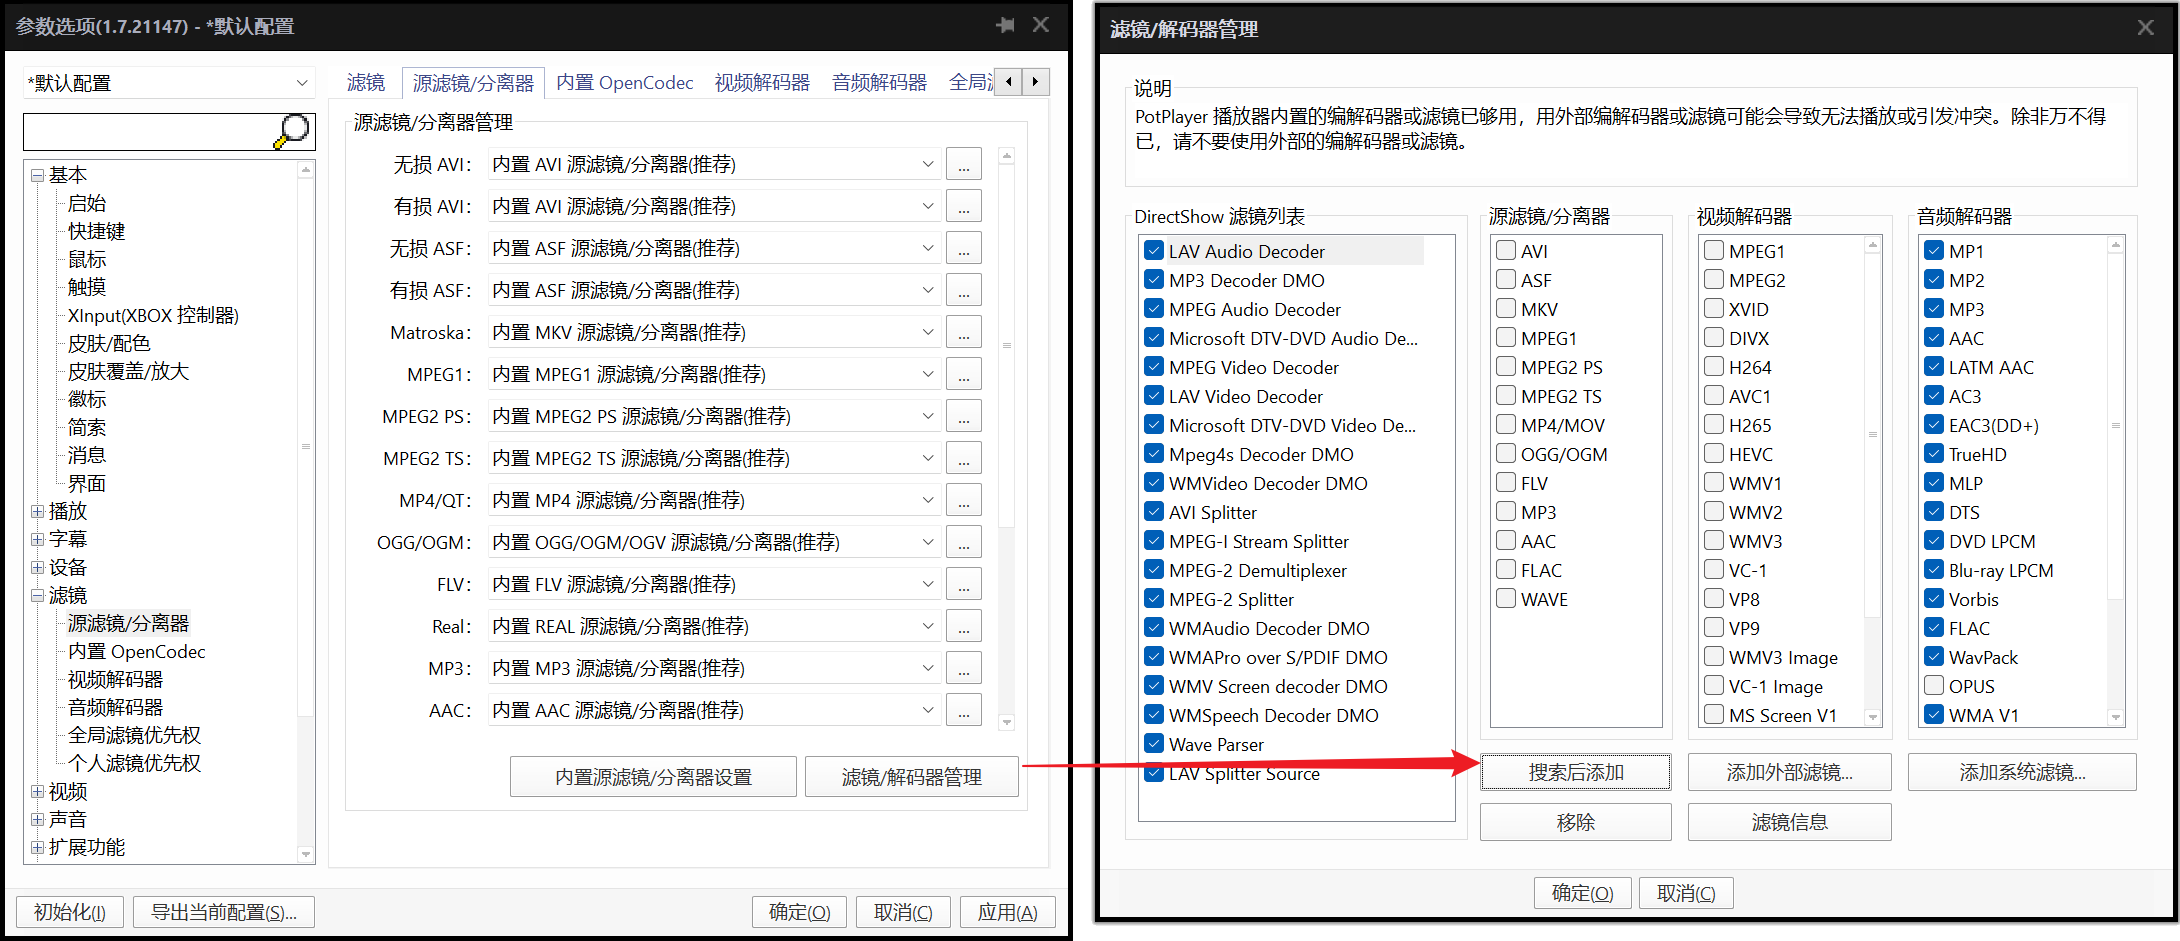 参数选项(1.7.21147) - *默认配置
*默认配置
基本
启始
快捷键
鼠标
触摸
XInput(XBOX 控制器)
皮肤/配色
皮肤覆盖/放大
徽标
简索
消息
界面
播放
字幕
设备
滤镜
源滤镜/分离器
内置 OpenCodec
视频解码器
音频解码器
全局滤镜优先权
个人滤镜优先权
视频
声音
扩展功能
滤镜 源滤镜/分离器 内置 OpenCodec 视频解码器 音频解码器 全局
源滤镜/分离器管理
无损 AVI: 内置 AVI 源滤镜/分离器(推荐) ...
有损 AVI: 内置 AVI 源滤镜/分离器(推荐) ...
无损 ASF: 内置 ASF 源滤镜/分离器(推荐) ...
有损 ASF: 内置 ASF 源滤镜/分离器(推荐) ...
Matroska: 内置 MKV 源滤镜/分离器(推荐) ...
MPEG1: 内置 MPEG1 源滤镜/分离器(推荐) ...
MPEG2 PS: 内置 MPEG2 PS 源滤镜/分离器(推荐) ...
MPEG2 TS: 内置 MPEG2 TS 源滤镜/分离器(推荐) ...
MP4/QT: 内置 MP4 源滤镜/分离器(推荐) ...
OGG/OGM: 内置 OGG/OGM/OGV 源滤镜/分离器(推荐) ...
FLV: 内置 FLV 源滤镜/分离器(推荐) ...
Real: 内置 REAL 源滤镜/分离器(推荐) ...
MP3: 内置 MP3 源滤镜/分离器(推荐) ...
AAC: 内置 AAC 源滤镜/分离器(推荐) ...
内置源滤镜/分离器设置 滤镜/解码器管理
初始化(I) 导出当前配置(S)... 确定(O) 取消(C) 应用(A)
滤镜/解码器管理
说明
PotPlayer 播放器内置的编解码器或滤镜已够用，用外部编解码器或滤镜可能会导致无法播放或引发冲突。除非万不得
已，请不要使用外部的编解码器或滤镜。
DirectShow 滤镜列表
LAV Audio Decoder
MP3 Decoder DMO
MPEG Audio Decoder
Microsoft DTV-DVD Audio De...
MPEG Video Decoder
LAV Video Decoder
Microsoft DTV-DVD Video De...
Mpeg4s Decoder DMO
WMVideo Decoder DMO
AVI Splitter
MPEG-I Stream Splitter
MPEG-2 Demultiplexer
MPEG-2 Splitter
WMAudio Decoder DMO
WMAPro over S/PDIF DMO
WMV Screen decoder DMO
WMSpeech Decoder DMO
Wave Parser
LAV Splitter Source
源滤镜/分离器
AVI
ASF
MKV
MPEG1
MPEG2 PS
MPEG2 TS
MP4/MOV
OGG/OGM
FLV
MP3
AAC
FLAC
WAVE
视频解码器
MPEG1
MPEG2
XVID
DIVX
H264
AVC1
H265
HEVC
WMV1
WMV2
WMV3
VC-1
VP8
VP9
WMV3 Image
VC-1 Image
MS Screen V1
音频解码器
MP1
MP2
MP3
AAC
LATM AAC
AC3
EAC3(DD+)
TrueHD
MLP
DTS
DVD LPCM
Blu-ray LPCM
Vorbis
FLAC
WavPack
OPUS
WMA V1
搜索后添加 添加外部滤镜... 添加系统滤镜...
移除 滤镜信息
确定(O) 取消(C)